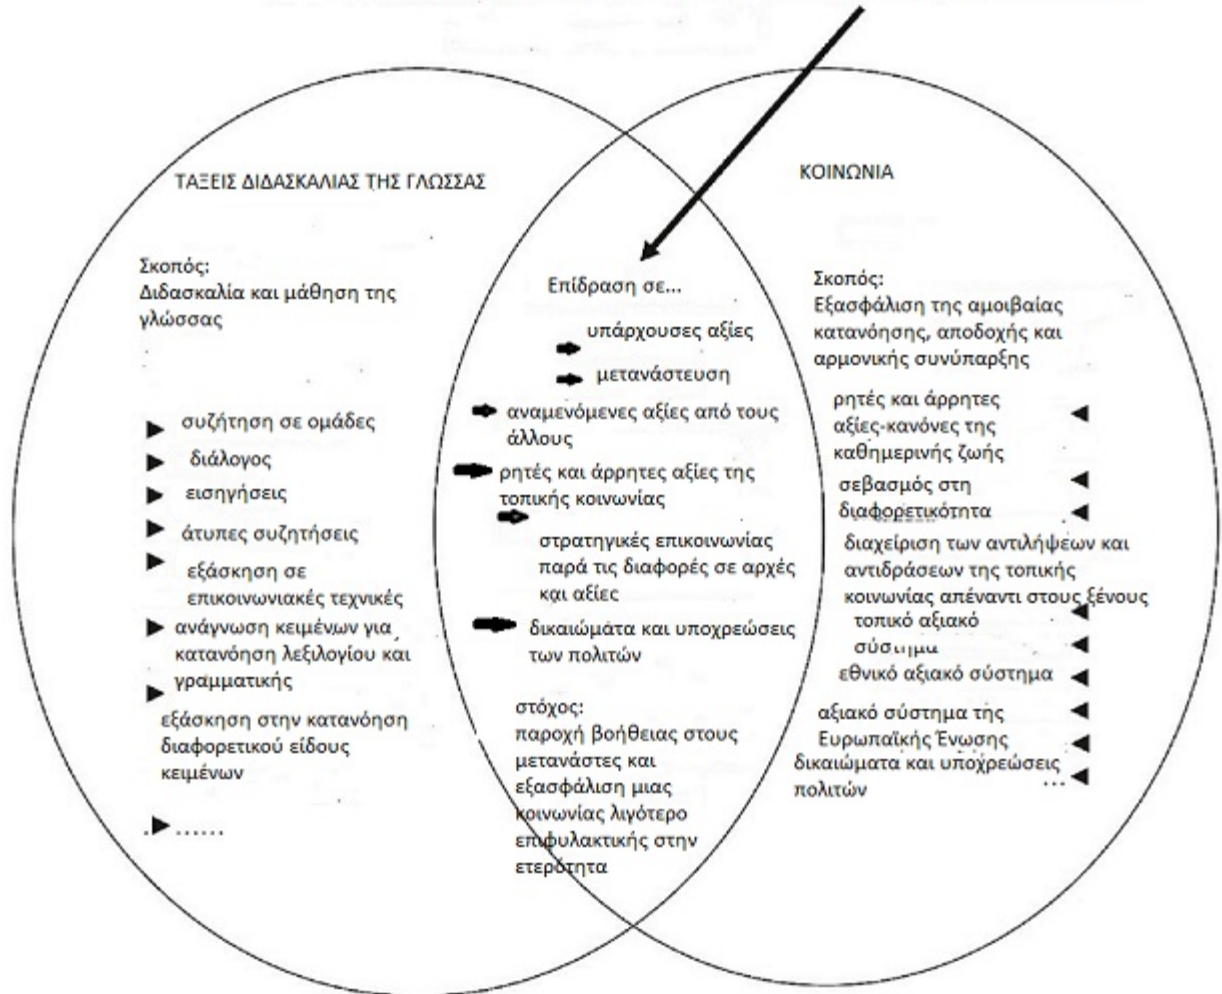 ΤΑΞΕΙΣ ΔΙΔΑΣΚΑΛΙΑΣ ΤΗΣ ΓΛΩΣΣΑΣ
Σκοπός:
Διδασκαλία και μάθηση της
γλώσσας
συζήτηση σε ομάδες
διάλογος
εισηγήσεις
άτυπες συζητήσεις
εξάσκηση σε
επικοινωνιακές τεχνικές
ανάγνωση κειμένων για
κατανόηση λεξιλογίου και
γραμματικής
εξάσκηση στην κατανόηση
διαφορετικού είδους
κειμένων
.......
Επίδραση σε...
υπάρχουσες αξίες
μετανάστευση
αναμενόμενες αξίες από τους
άλλους
ρητές και άρρητες αξίες της
τοπικής κοινωνίας
στρατηγικές επικοινωνίας
παρά τις διαφορές σε αρχές
και αξίες
δικαιώματα και υποχρεώσεις
των πολιτών
στόχος:
παροχή βοήθειας στους
μετανάστες και
εξασφάλιση μιας
κοινωνίας λιγότερο
επιφυλακτικής στην
ετερότητα
ΚΟΙΝΩΝΙΑ
Σκοπός:
Εξασφάλιση της αμοιβαίας
κατανόησης, αποδοχής και
αρμονικής συνύπαρξης
ρητές και άρρητες
αξίες-κανόνες της
καθημερινής ζωής
σεβασμός στη
διαφορετικότητα
διαχείριση των αντιλήψεων και
αντιδράσεων της τοπικής
κοινωνίας απέναντι στους ξένους
τοπικό αξιακό
σύστημα
εθνικό αξιακό σύστημα
αξιακό σύστημα της
Ευρωπαϊκής Ένωσης
δικαιώματα και υποχρεώσεις
πολιτών ...